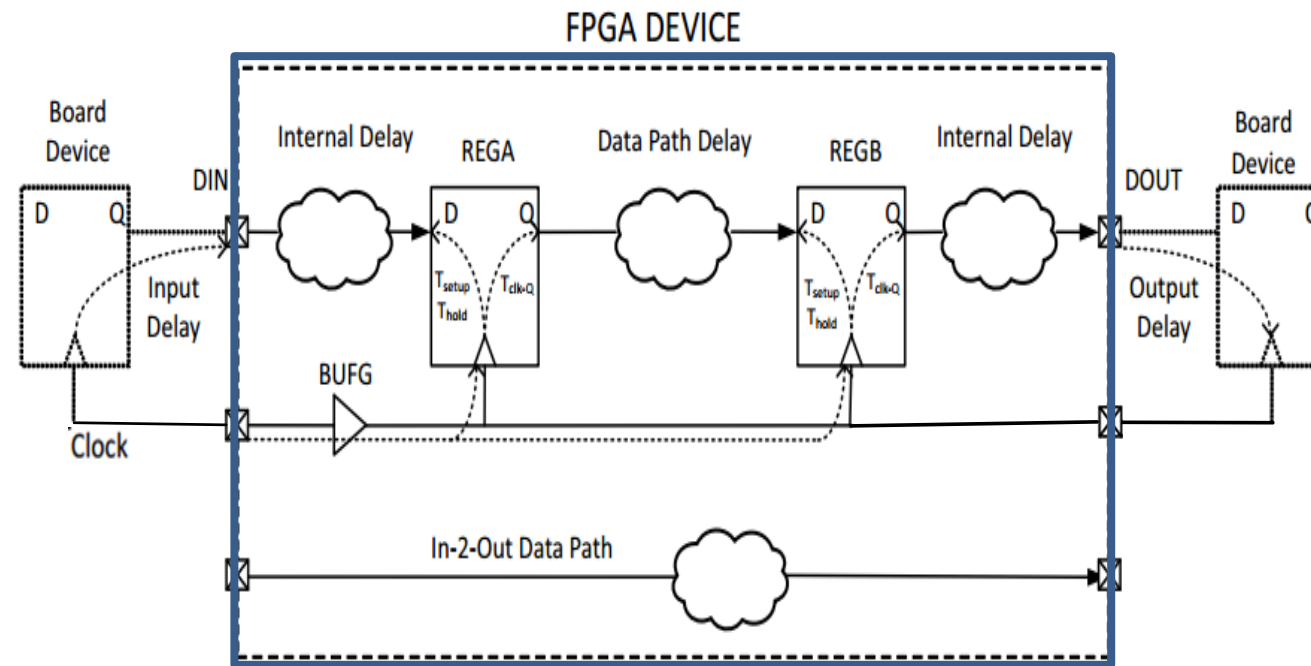 FPGA DEVICE
Board
Device
Internal Delay
REGA
Data Path Delay
REGB
Internal Delay
Board
Device
DIN
DOUT
D Q
D Q
D Q
D Q
Input
Delay
Tsetup
Thold
Tclk-Q
Tsetup
Thold
Tclk-Q
Output
Delay
BUFG
Clock
In-2-Out Data Path